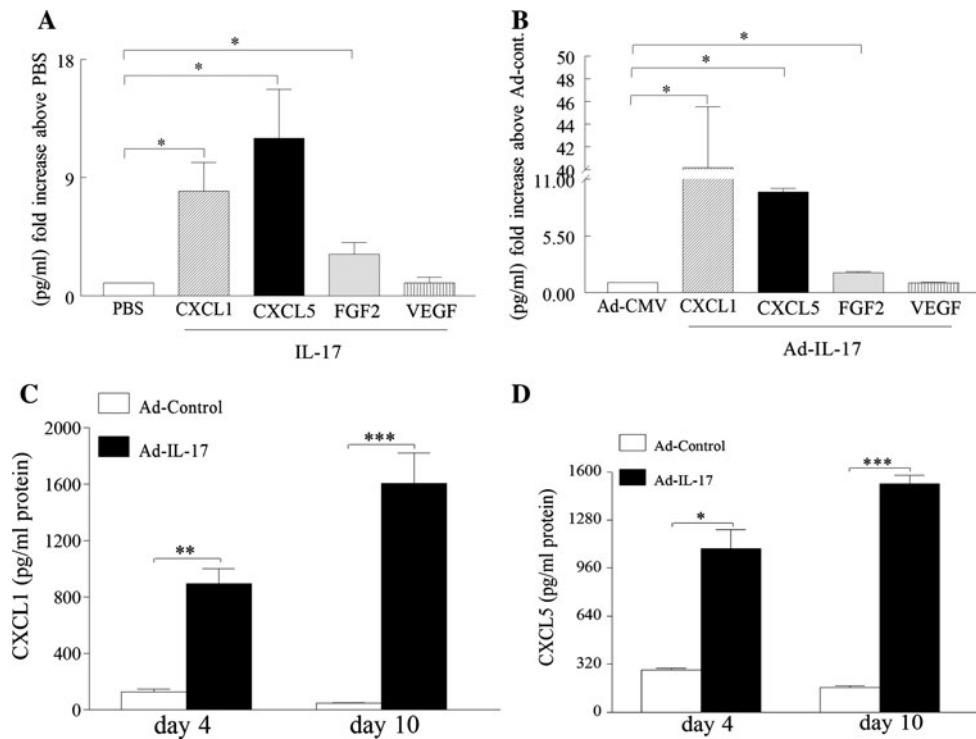 A
(pg/ml) fold increase above PBS
18
9
0
*
*
*
PBS
CXCL1
CXCL5
FGF2
VEGF
IL-17
B
(pg/ml) fold increase above Ad-cont.
50
48
46
44
42
40
11.00
5.50
0.00
*
*
*
Ad-CMV
CXCL1
CXCL5
FGF2
VEGF
Ad-IL-17
C
Ad-Control
Ad-IL-17
CXCL1 (pg/ml protein)
2000
1600
1200
800
400
0
**
***
day 4
day 10
D
Ad-Control
Ad-IL-17
CXCL5 (pg/ml protein)
1600
1280
960
640
320
0
*
***
day 4
day 10